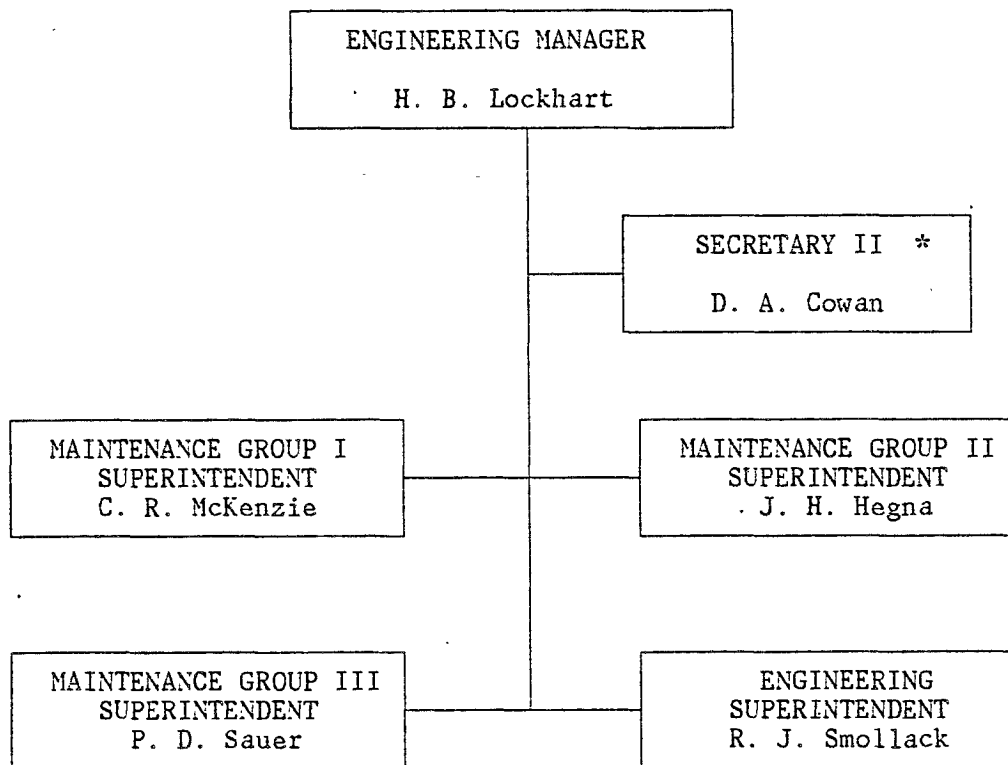 ENGINEERING MANAGER
H. B. Lockhart
SECRETARY II *
D. A. Cowan
MAINTENANCE GROUP I
SUPERINTENDENT
C. R. McKenzie
MAINTENANCE GROUP II
SUPERINTENDENT
J. H. Hegna
MAINTENANCE GROUP III
SUPERINTENDENT
P. D. Sauer
ENGINEERING
SUPERINTENDENT
R. J. Smollack